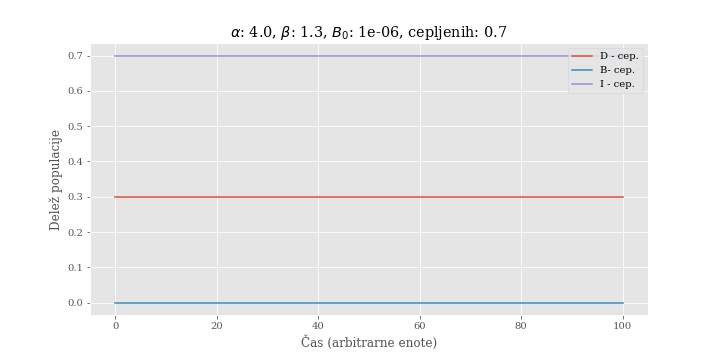 α: 4.0, β: 1.3, B₀: 1e-06, cepljenih: 0.7
D - cep.
B- cep.
I - cep.
Delež populacije
0.7
0.6
0.5
0.4
0.3
0.2
0.1
0.0
0 20 40 60 80 100
Čas (arbitrarne enote)